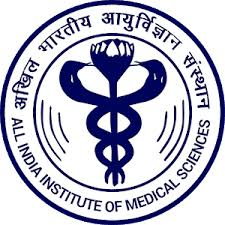 अखिल भारतीय आयुर्विज्ञान संस्थान
ALL INDIA INSTITUTE OF MEDICAL SCIENCES